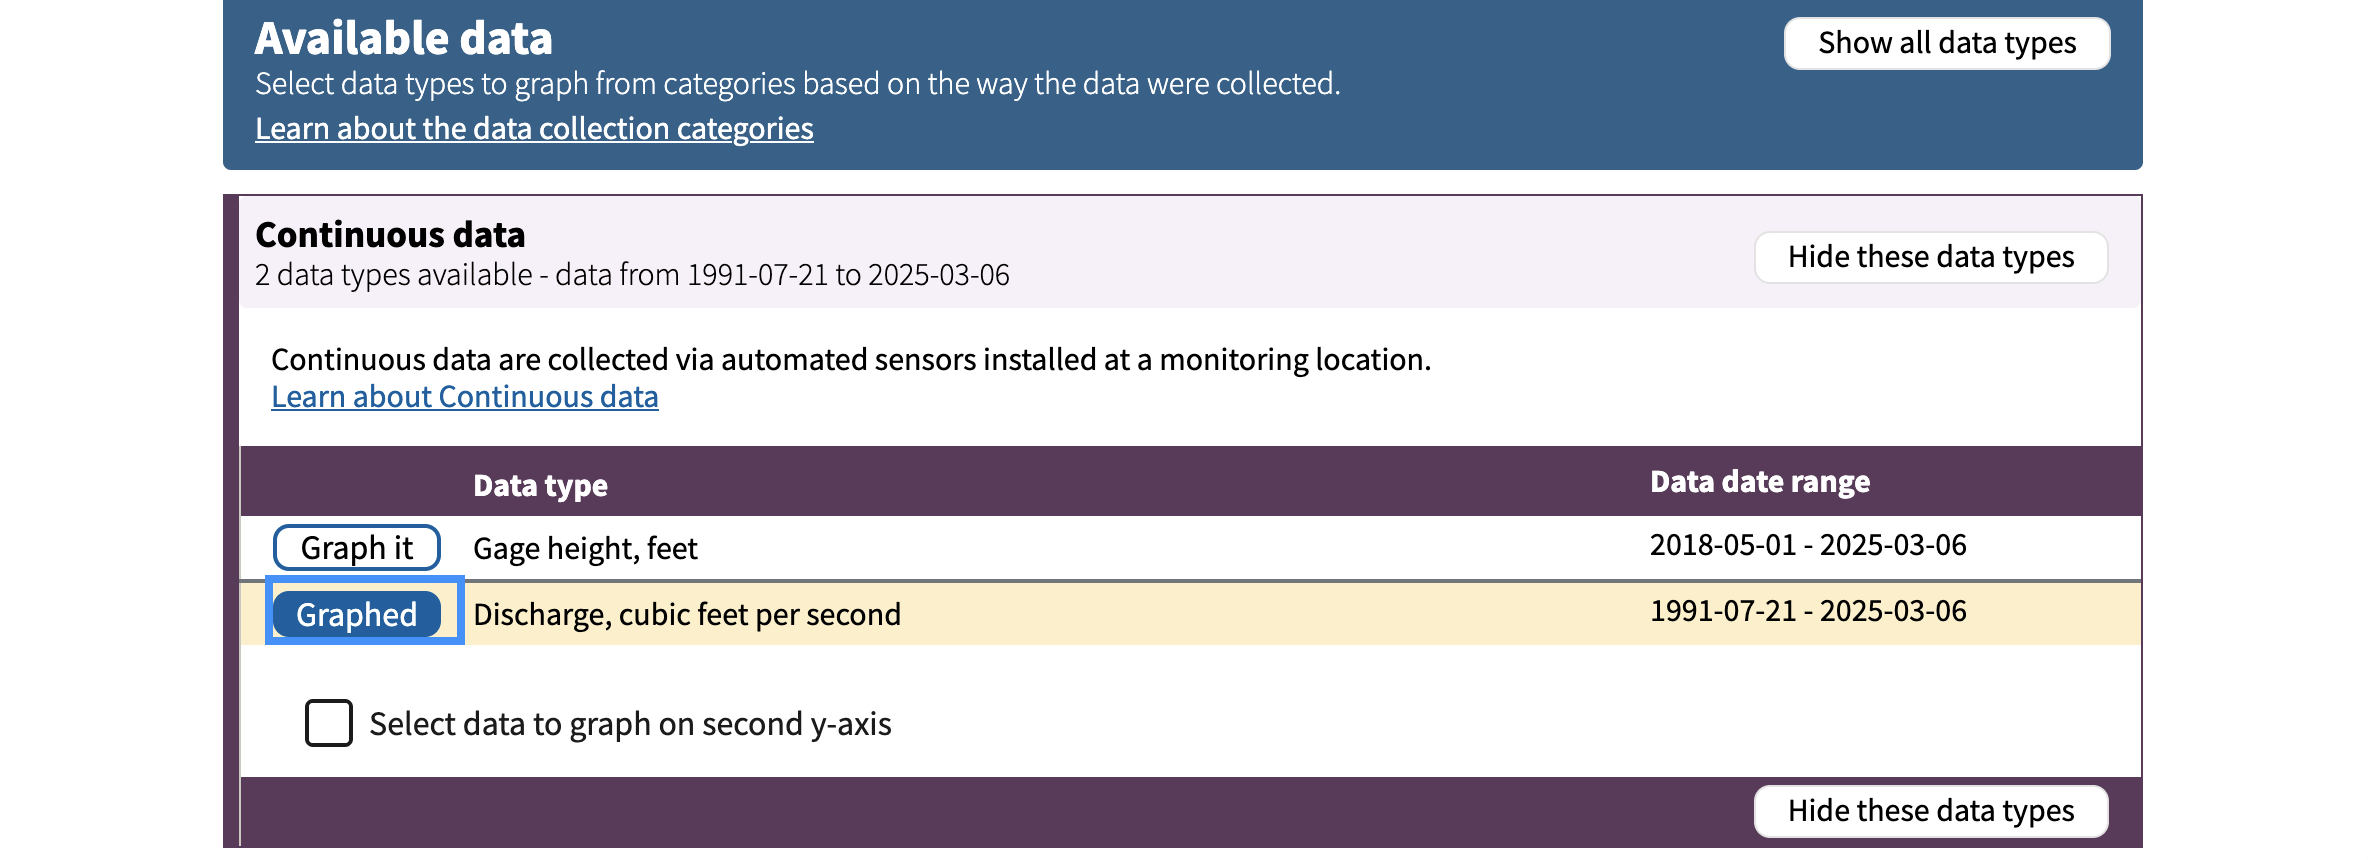 Available data
Show all data types
Select data types to graph from categories based on the way the data were collected.
Learn about the data collection categories
Continuous data
2 data types available - data from 1991-07-21 to 2025-03-06
Hide these data types
Continuous data are collected via automated sensors installed at a monitoring location.
Learn about Continuous data
Data type Data date range
Graph it Gage height, feet 2018-05-01 - 2025-03-06
Graphed Discharge, cubic feet per second 1991-07-21 - 2025-03-06
Select data to graph on second y-axis
Hide these data types